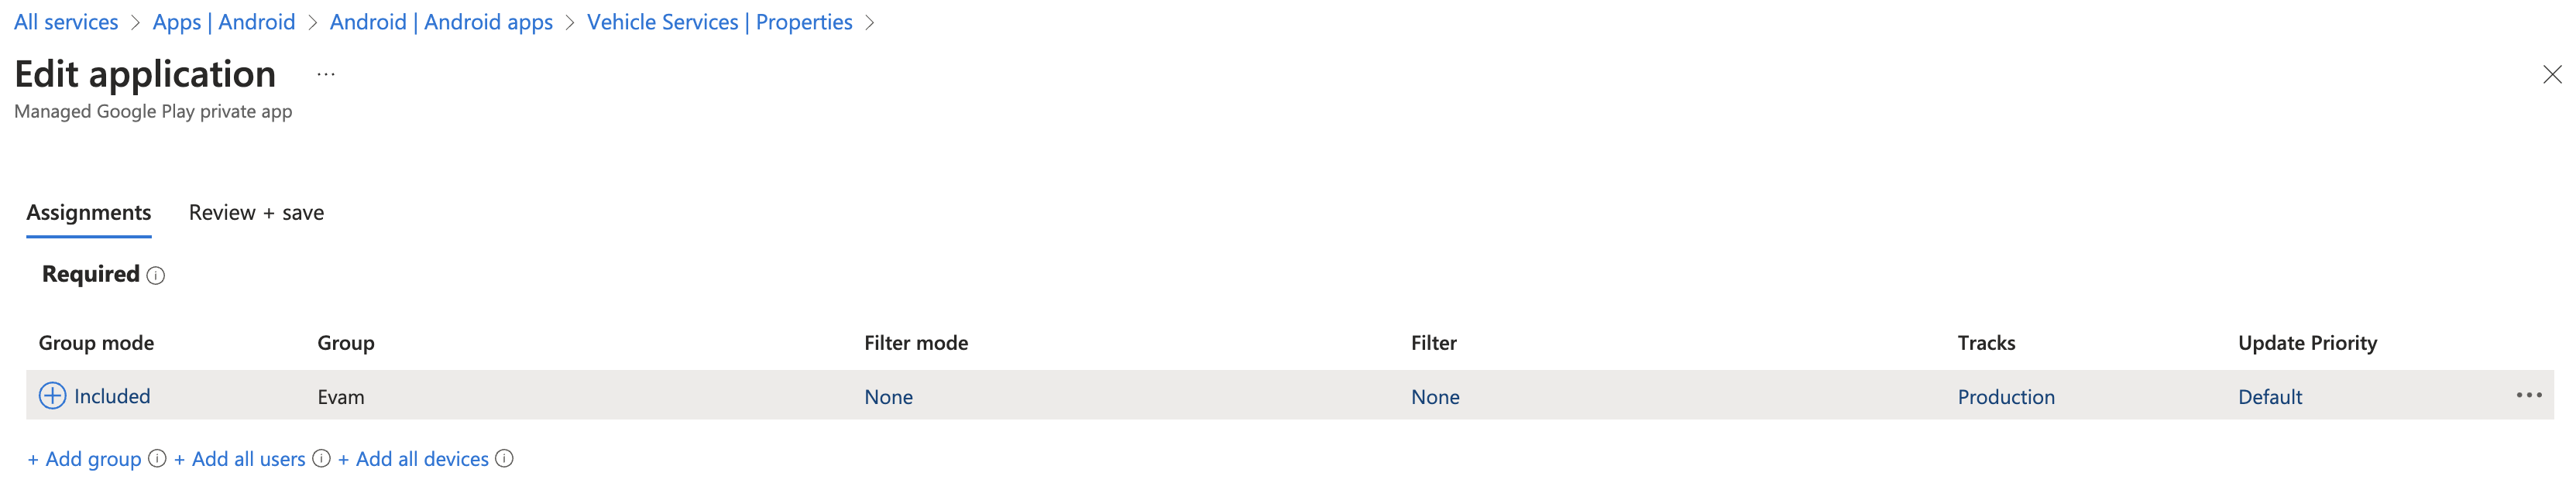 All services > Apps | Android > Android | Android apps > Vehicle Services | Properties >
Edit application ...
Managed Google Play private app
Assignments Review + save
Required
Group mode Group Filter mode Filter Tracks Update Priority
Included Evam None None Production Default
+ Add group + Add all users + Add all devices